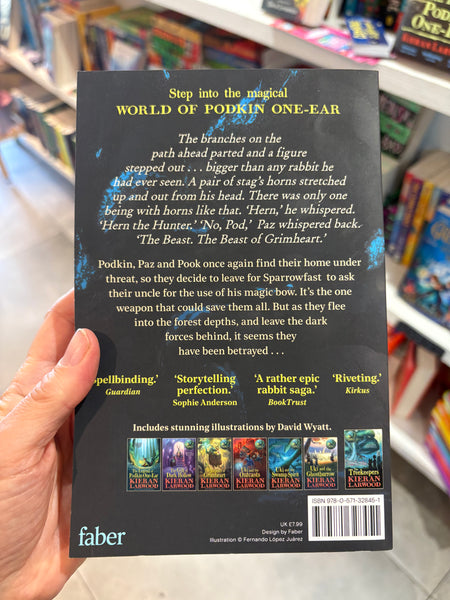 Step into the magical
WORLD OF PODKIN ONE-EAR
The branches on the
path ahead parted and a figure
stepped out . . . bigger than any rabbit he
had ever seen. A pair of stag's horns stretched
up and out from his head. There was only one
being with horns like that. 'Hern,' he whispered.
'Hern the Hunter.' 'No, Pod,' Paz whispered back.
'The Beast. The Beast of Grimheart.'
Podkin, Paz and Pook once again find their home under
threat, so they decide to leave for Sparrowfast to ask
their uncle for the use of his magic bow. It's the one
weapon that could save them all. But as they flee
into the forest depths, and leave the dark
forces behind, it seems they
have been betrayed . . .
Spellbinding.' 'Storytelling 'A rather epic 'Riveting.'
Guardian perfection.' rabbit saga.' Kirkus
Sophie Anderson BookTrust
Includes stunning illustrations by David Wyatt.
KIERAN LARWOOD
KIERAN LARWOOD
KIERAN LARWOOD
KIERAN LARWOOD
KIERAN LARWOOD
KIERAN LARWOOD
Treekeepers
KIERAN LARWOOD
ISBN 978-0-571-32845-1
UK £7.99
Design by Faber
Illustration © Fernando López Juárez
faber
PODKIN
ONE-EAR